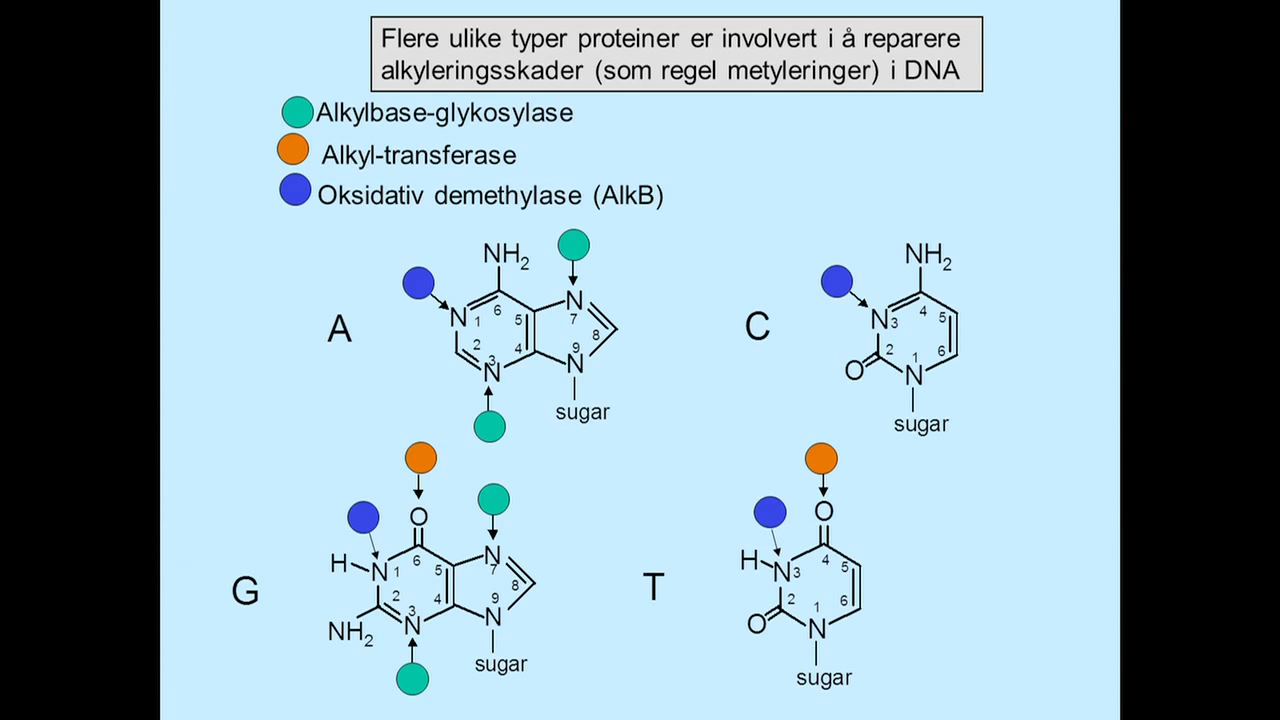 Flere ulike typer proteiner er involvert i å reparere
alkyleringsskader (som regel metyleringer) i DNA
Alkylbase-glykosylase
Alkyl-transferase
Oksidativ demethylase (AlkB)
A
NH2
N
1
2
3
N
4
5
6
N
7
8
9
N
sugar
C
NH2
N
3
4
5
6
1
2
O
N
sugar
G
O
H
N
1
2
3
N
4
5
6
N
7
8
9
N
NH2
sugar
T
O
H
N
3
4
5
6
1
2
O
N
sugar